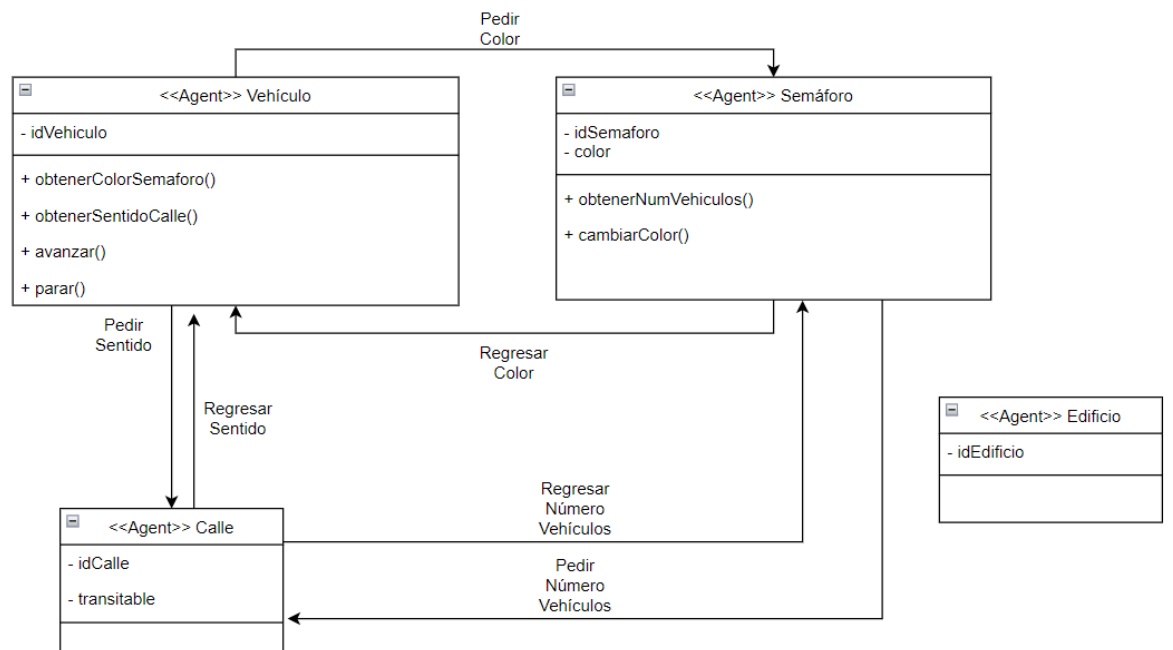 Pedir
Color
<<Agent>> Vehículo
- idVehiculo
+ obtenerColorSemaforo()
+ obtenerSentidoCalle()
+ avanzar()
+ parar()
<<Agent>> Semáforo
- idSemaforo
- color
+ obtenerNumVehiculos()
+ cambiarColor()
Pedir
Sentido
Regresar
Color
Regresar
Sentido
<<Agent>> Edificio
- idEdificio
Regresar
Número
Vehículos
<<Agent>> Calle
- idCalle
- transitable
Pedir
Número
Vehículos